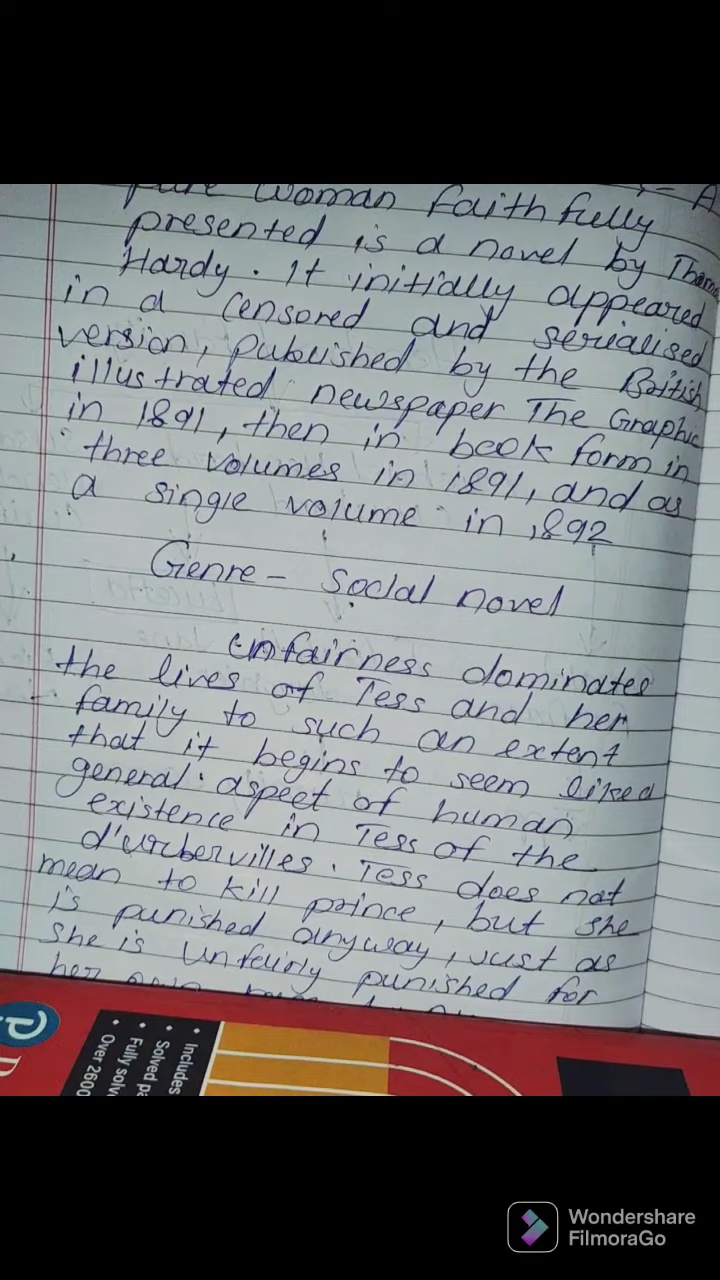 - A
pure woman Faithfully
presented is a novel by Thomas
Hardy. It initially appeared
in a censored and serialised
version, published by the British
illustrated newspaper The Graphic
in 1891, then in book form in
three volumes in 1891, and as
a single volume in 1892
Genre - Social novel
unfairness dominates
the lives of Tess and her
family to such an extent
that it begins to seem like a
general aspect of human
existence in Tess of the
d'urbervilles. Tess does not
mean to kill prince, but she
is punished anyway, just as
she is unfairly punished for
her own
Includes
Solved pa
Fully solv
Over 2600
Wondershare
FilmoraGo